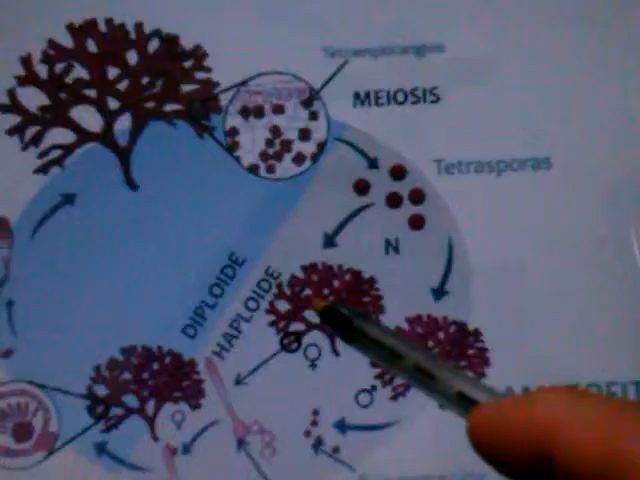 Tetrasporangios
MEIOSIS
Tetrasporas
N
DIPLOIDE
HAPLOIDE
♀
♂
♀